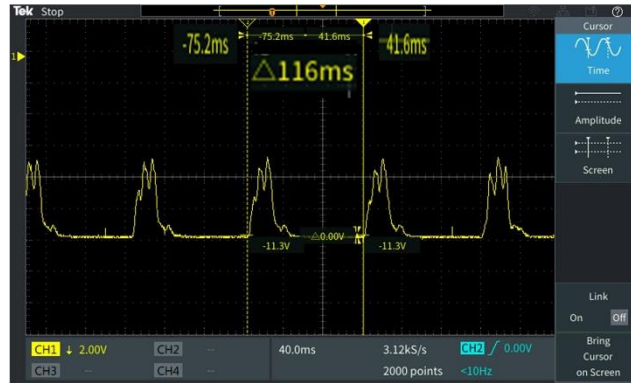 Tek Stop
Cursor
-75.2ms
-75.2ms
41.6ms
41.6ms
△116ms
1
Time
Amplitude
Screen
△0.00V
-11.3V
-11.3V
Link
On Off
CH1 ↓ 2.00V
CH2 --
40.0ms
3.12kS/s
CH2 ∫ 0.00V
CH3 --
CH4 --
2000 points
<10Hz
Bring
Cursor
on Screen